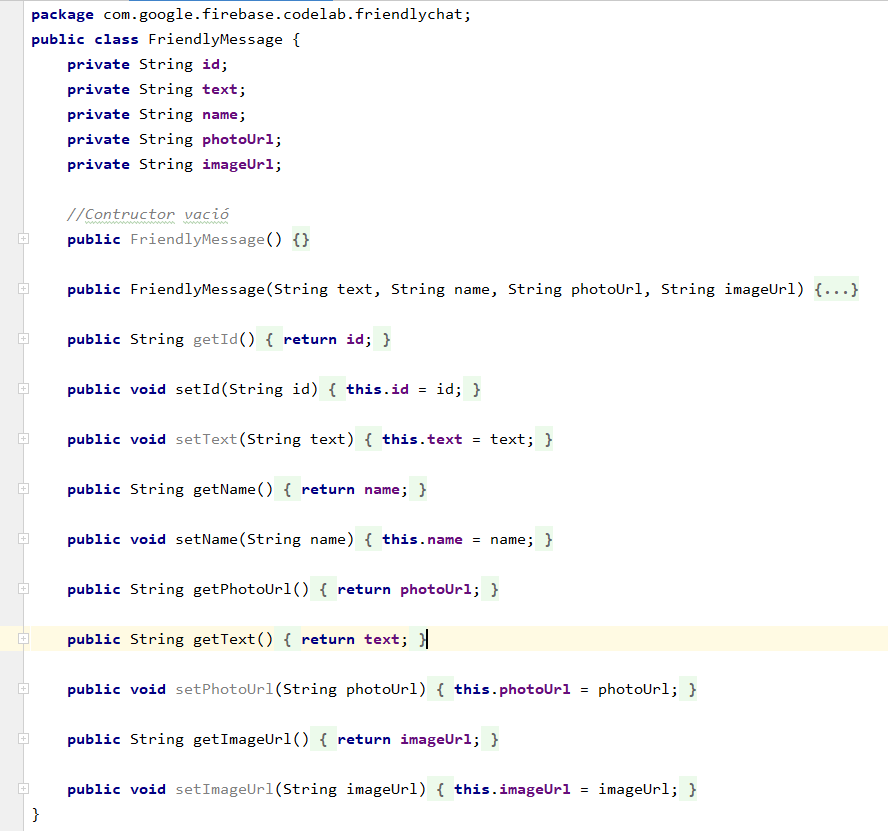 package com.google.firebase.codelab.friendlychat;
public class FriendlyMessage {
private String id;
private String text;
private String name;
private String photoUrl;
private String imageUrl;
//Contructor vació
public FriendlyMessage() {}
public FriendlyMessage(String text, String name, String photoUrl, String imageUrl) {...}
public String getId() { return id; }
public void setId(String id) { this.id = id; }
public void setText(String text) { this.text = text; }
public String getName() { return name; }
public void setName(String name) { this.name = name; }
public String getPhotoUrl() { return photoUrl; }
public String getText() { return text; }
public void setPhotoUrl(String photoUrl) { this.photoUrl = photoUrl; }
public String getImageUrl() { return imageUrl; }
public void setImageUrl(String imageUrl) { this.imageUrl = imageUrl; }
}